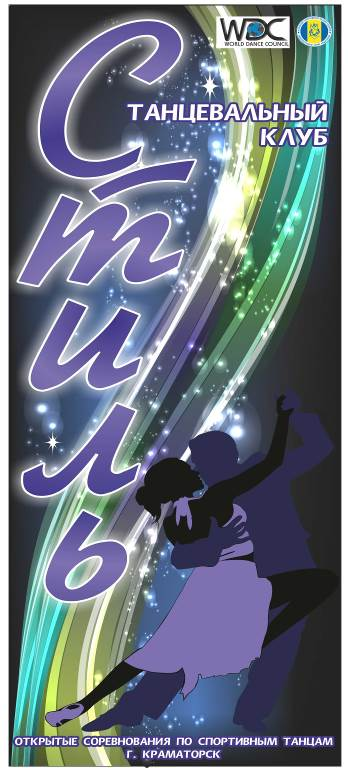 WDC
WORLD DANCE COUNCIL
ТАНЦЕВАЛЬНЫЙ
КЛУБ
Стиль
ОТКРЫТЫЕ СОРЕВНОВАНИЯ ПО СПОРТИВНЫМ ТАНЦАМ
Г. КРАМАТОРСК